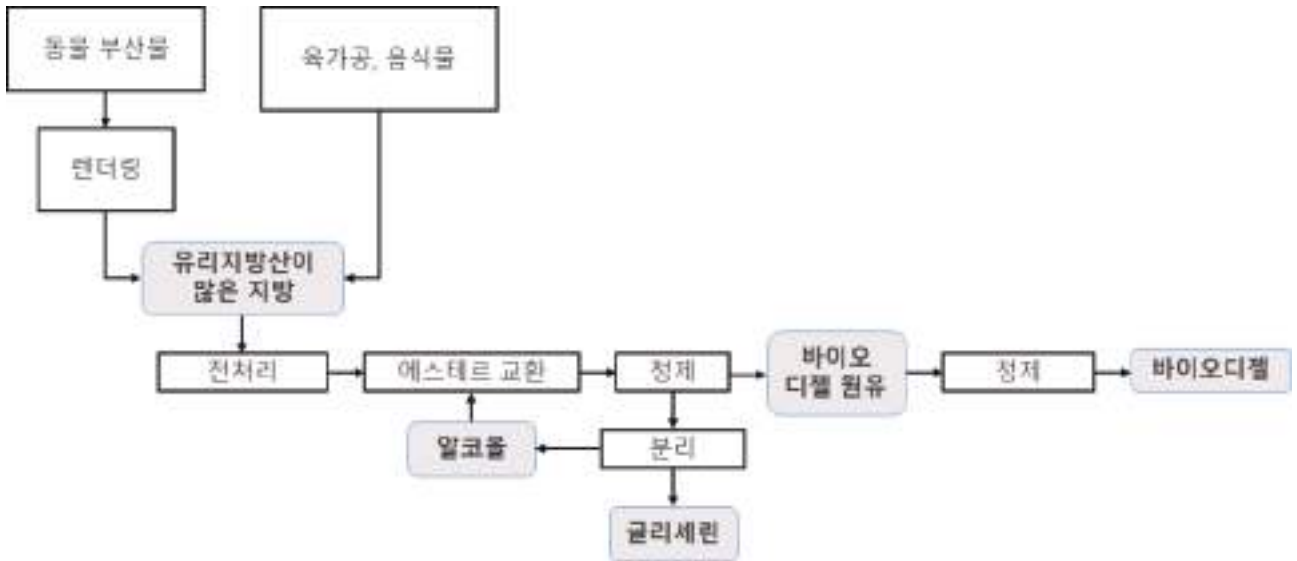 동물 부산물
육가공, 음식물
렌더링
유리지방산이
많은 지방
전처리
에스테르 교환
정제
바이오
디젤 원유
정제
바이오디젤
알코올
분리
글리세린